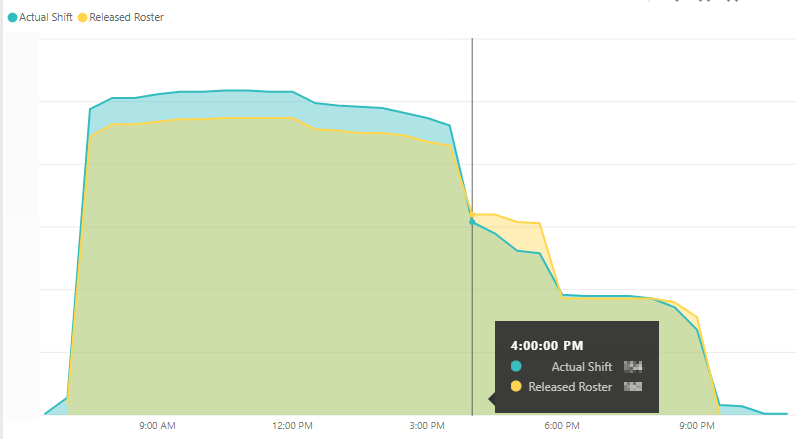 Actual Shift Released Roster
4:00:00 PM
Actual Shift
Released Roster
9:00 AM 12:00 PM 3:00 PM 6:00 PM 9:00 PM